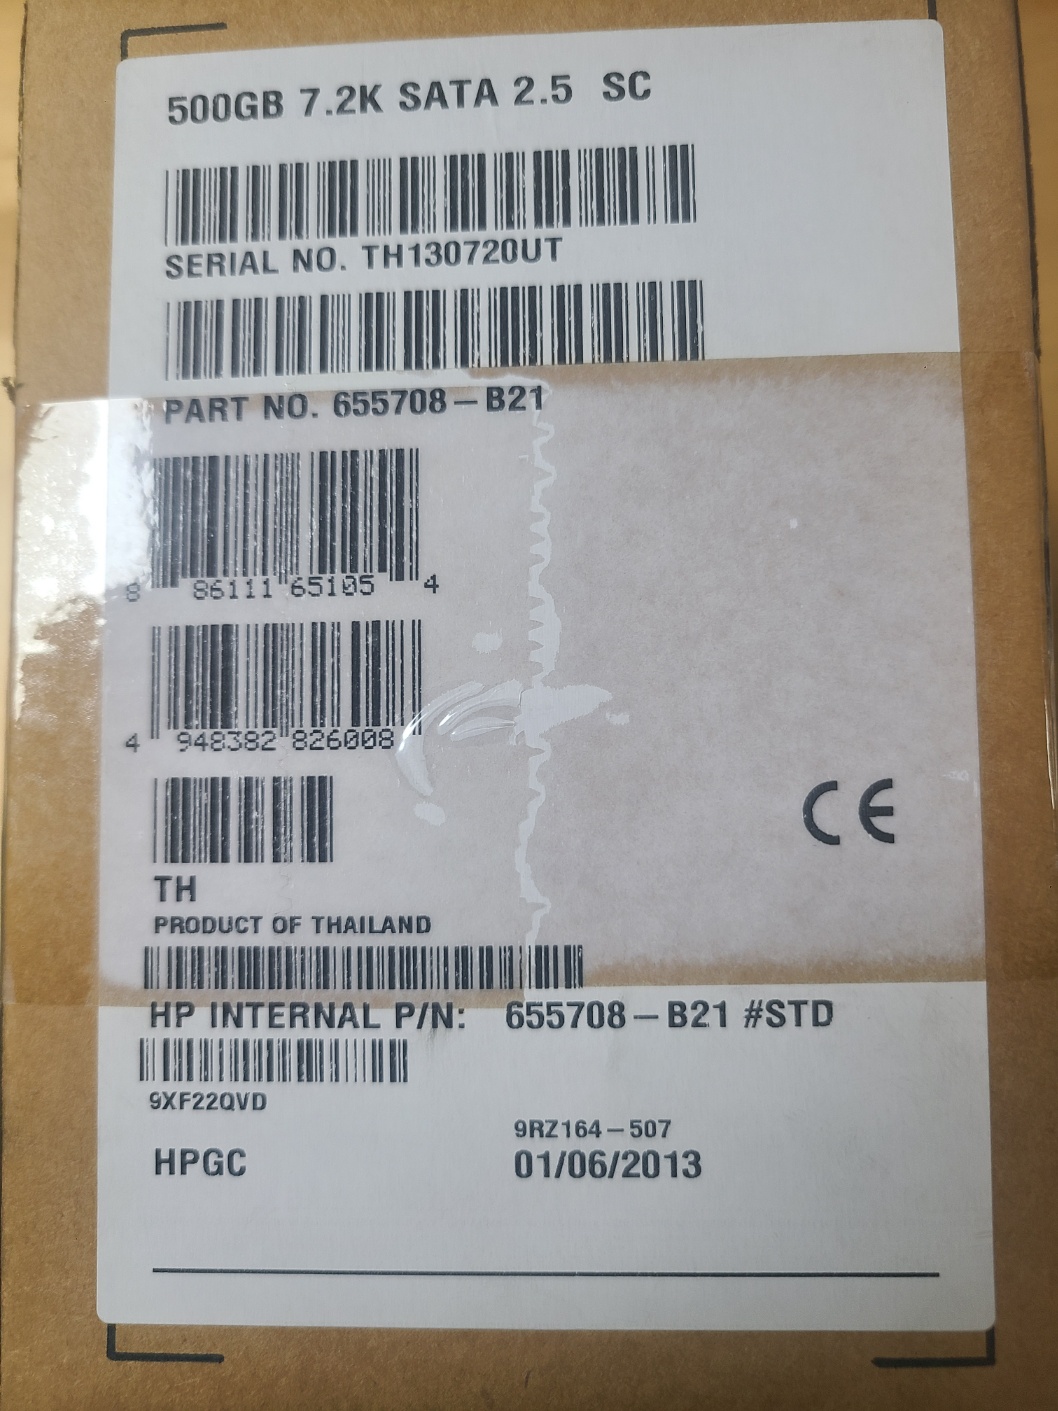 500GB 7.2K SATA 2.5 SC
SERIAL NO. TH130720UT
PART NO. 655708-B21
8 86111 65105 4
4 948382 826008
CE
TH
PRODUCT OF THAILAND
HP INTERNAL P/N: 655708-B21 #STD
9XF22QVD
9RZ164-507
HPGC 01/06/2013